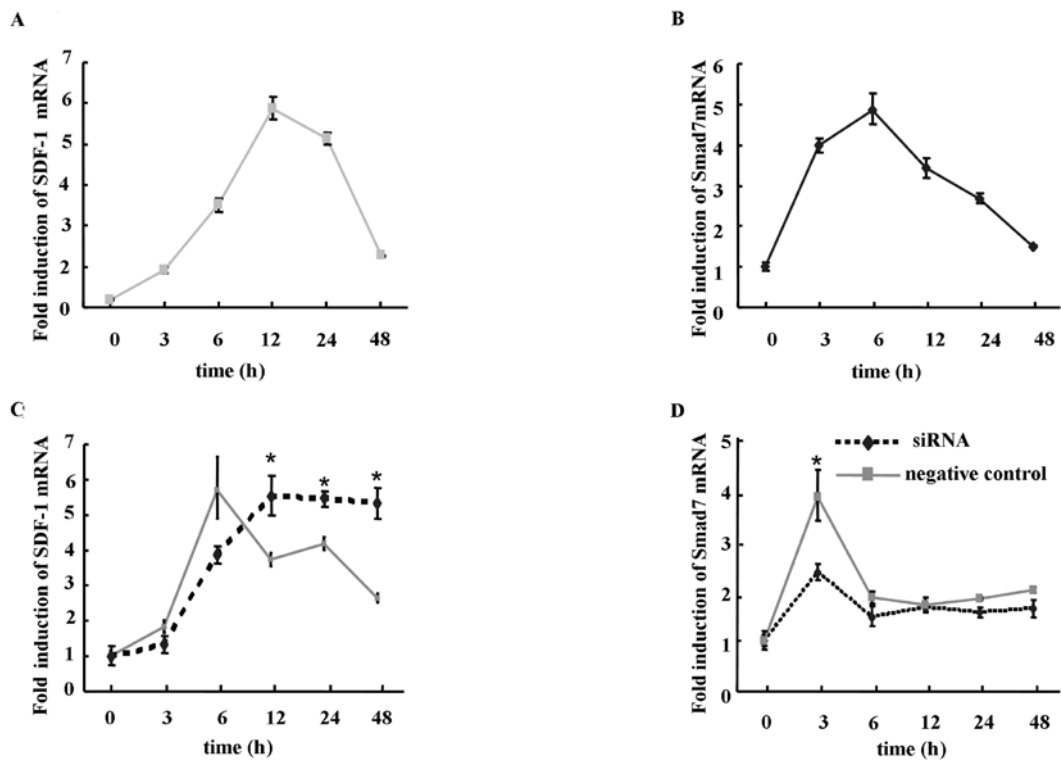 A
Fold induction of SDF-1 mRNA
7
6
5
4
3
2
0
0 3 6 12 24 48
time (h)
B
Fold induction of Smad7mRNA
6
5
4
3
2
1
0
0 3 6 12 24 48
time (h)
C
Fold induction of SDF-1 mRNA
7
6
5
4
3
2
1
0
* * *
0 3 6 12 24 48
time (h)
D
Fold induction of Smad7 mRNA
5
4
3
2
1
0
*
siRNA
negative control
0 3 6 12 24 48
time (h)